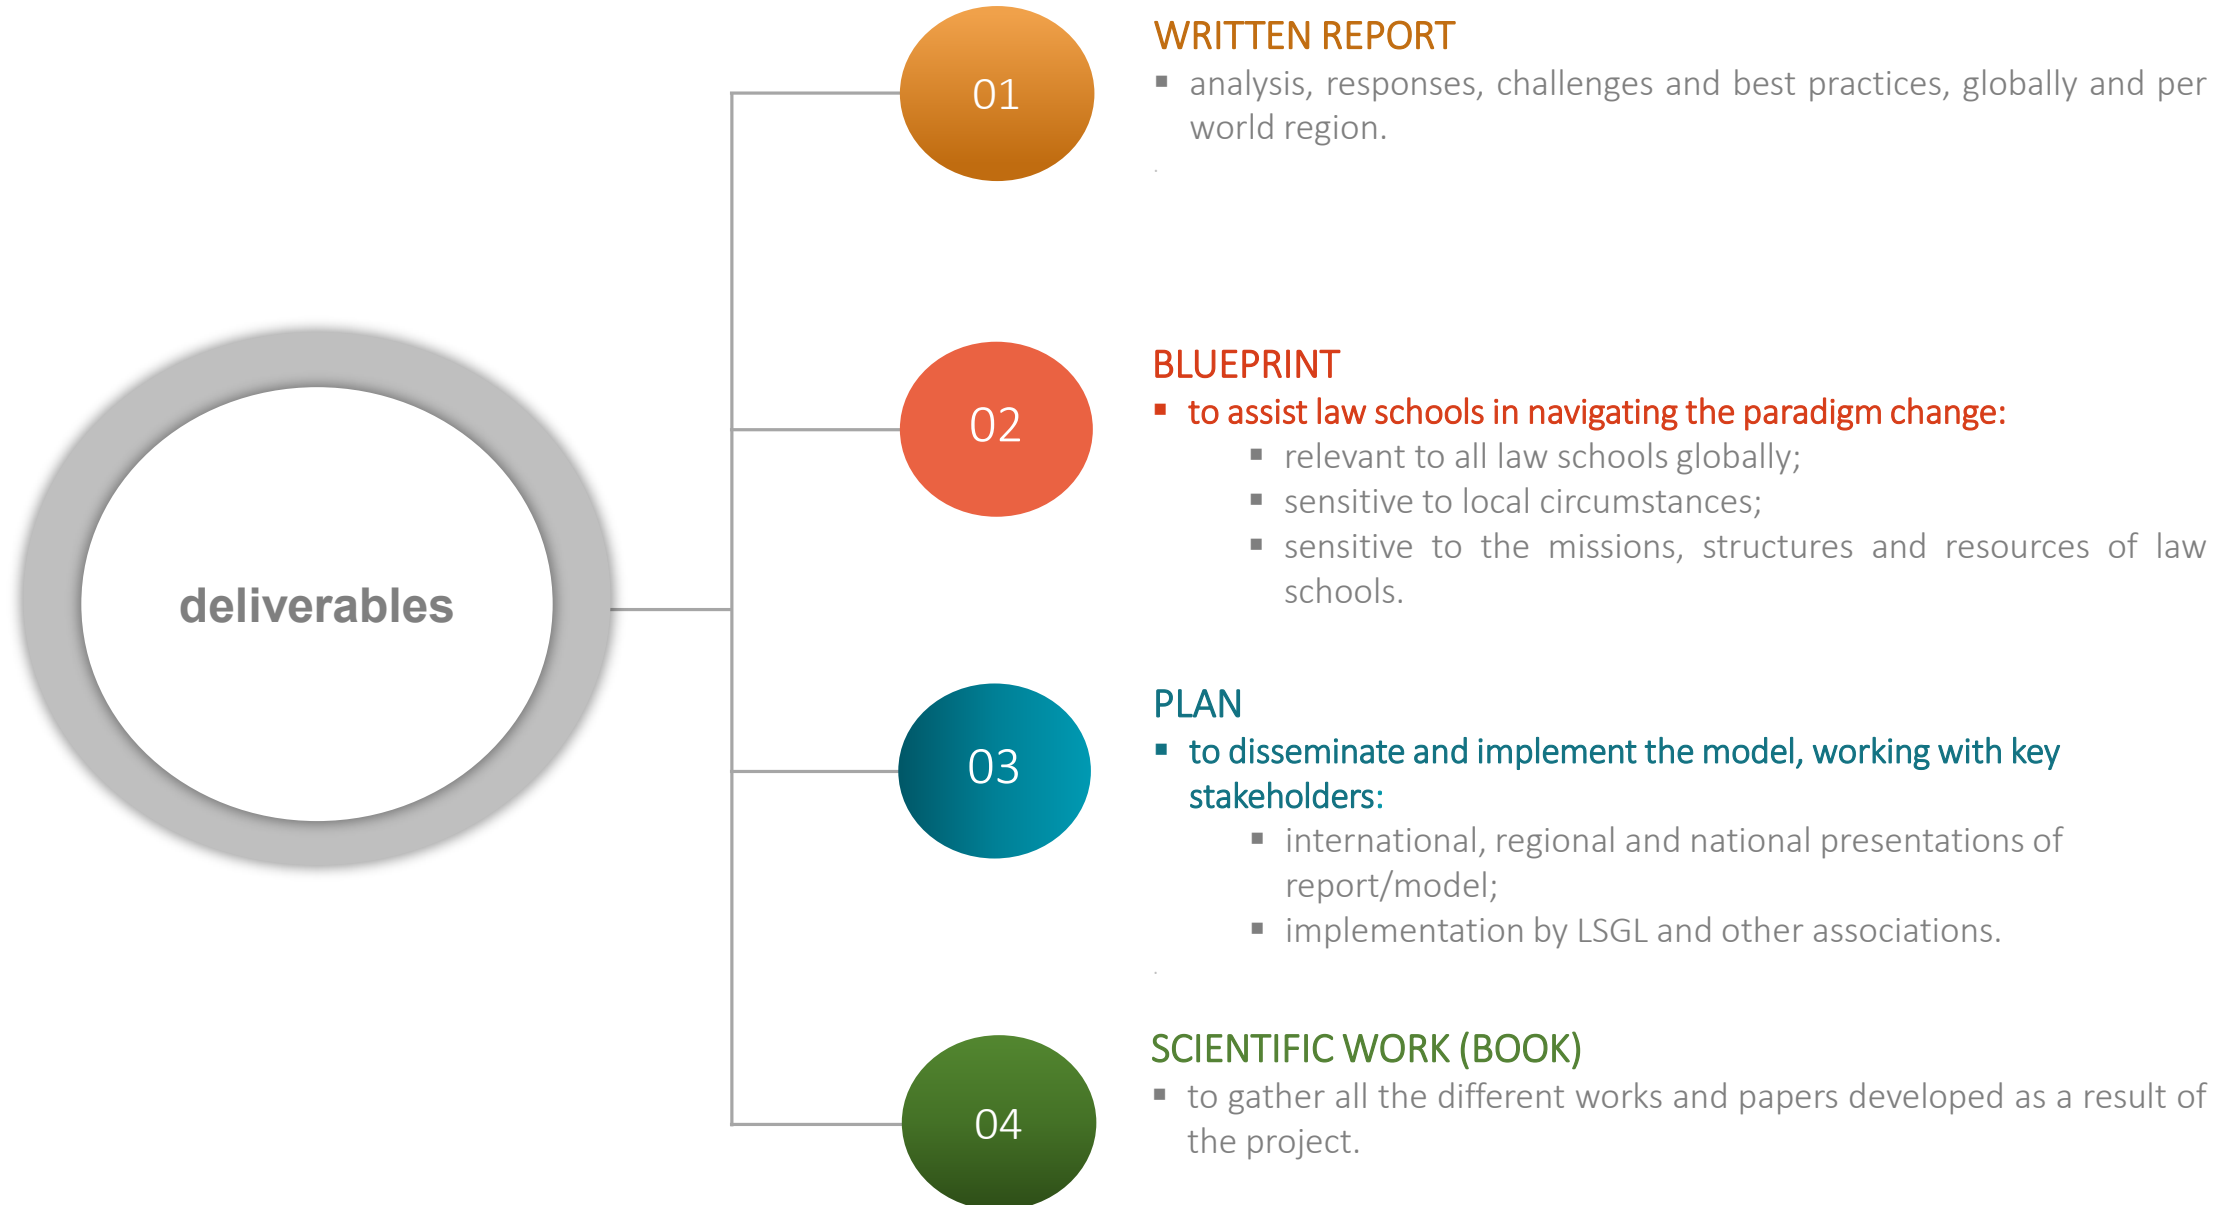 deliverables
01
WRITTEN REPORT
▪ analysis, responses, challenges and best practices, globally and per
world region.
.
02
BLUEPRINT
▪ to assist law schools in navigating the paradigm change:
▪ relevant to all law schools globally;
▪ sensitive to local circumstances;
▪ sensitive to the missions, structures and resources of law
schools.
03
PLAN
▪ to disseminate and implement the model, working with key
stakeholders:
▪ international, regional and national presentations of
report/model;
▪ implementation by LSGL and other associations.
.
04
SCIENTIFIC WORK (BOOK)
▪ to gather all the different works and papers developed as a result of
the project.